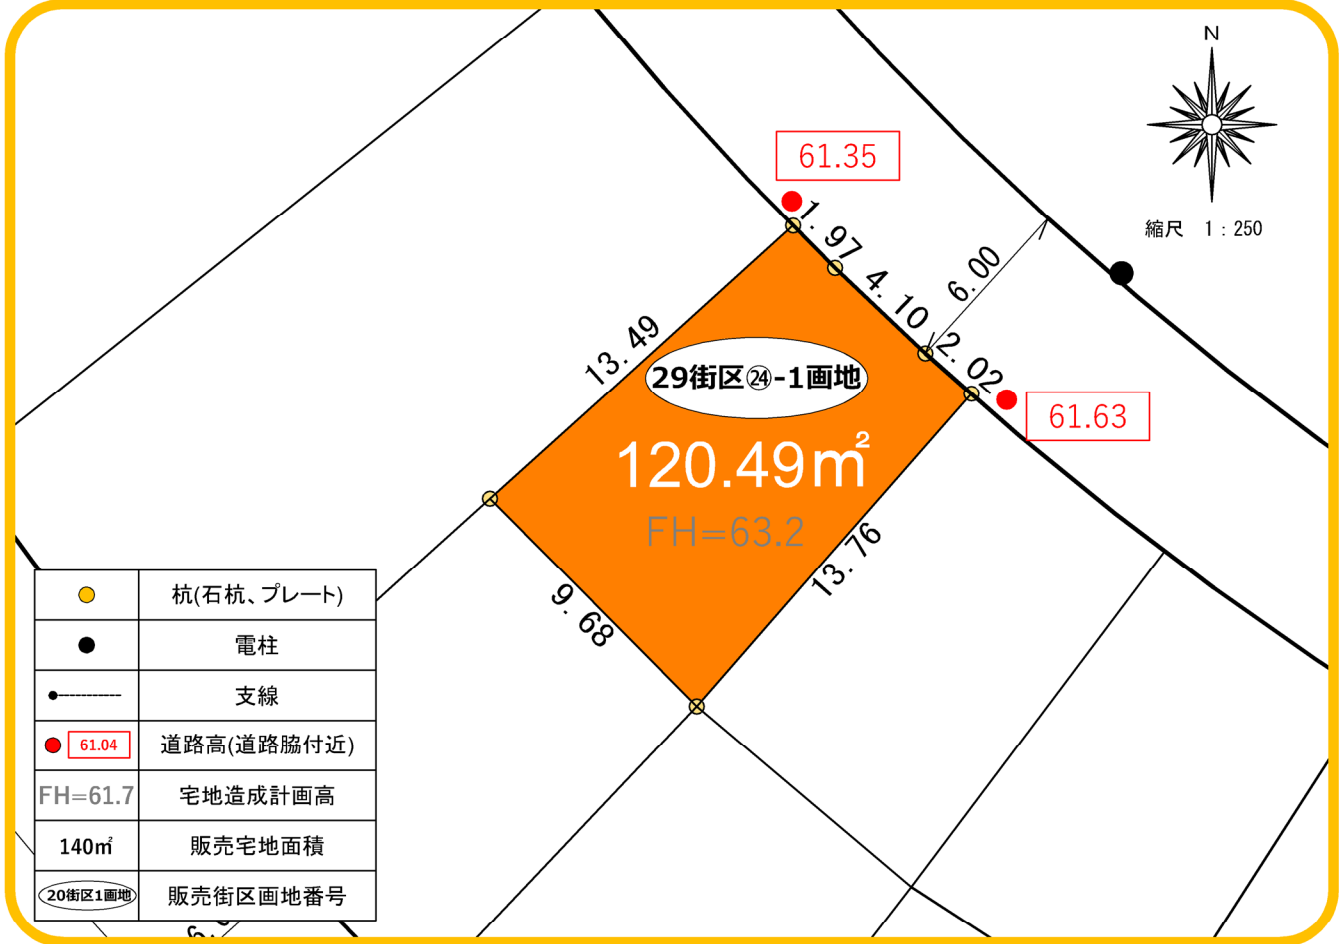 N
縮尺 1：250
61.35
1.97
4.10
6.00
2.02
61.63
13.49
29街区㉔-1画地
120.49㎡
FH=63.2
13.76
9.68
杭(石杭、プレート)
電柱
支線
61.04 道路高(道路脇付近)
FH=61.7 宅地造成計画高
140㎡ 販売宅地面積
20街区1画地 販売街区画地番号